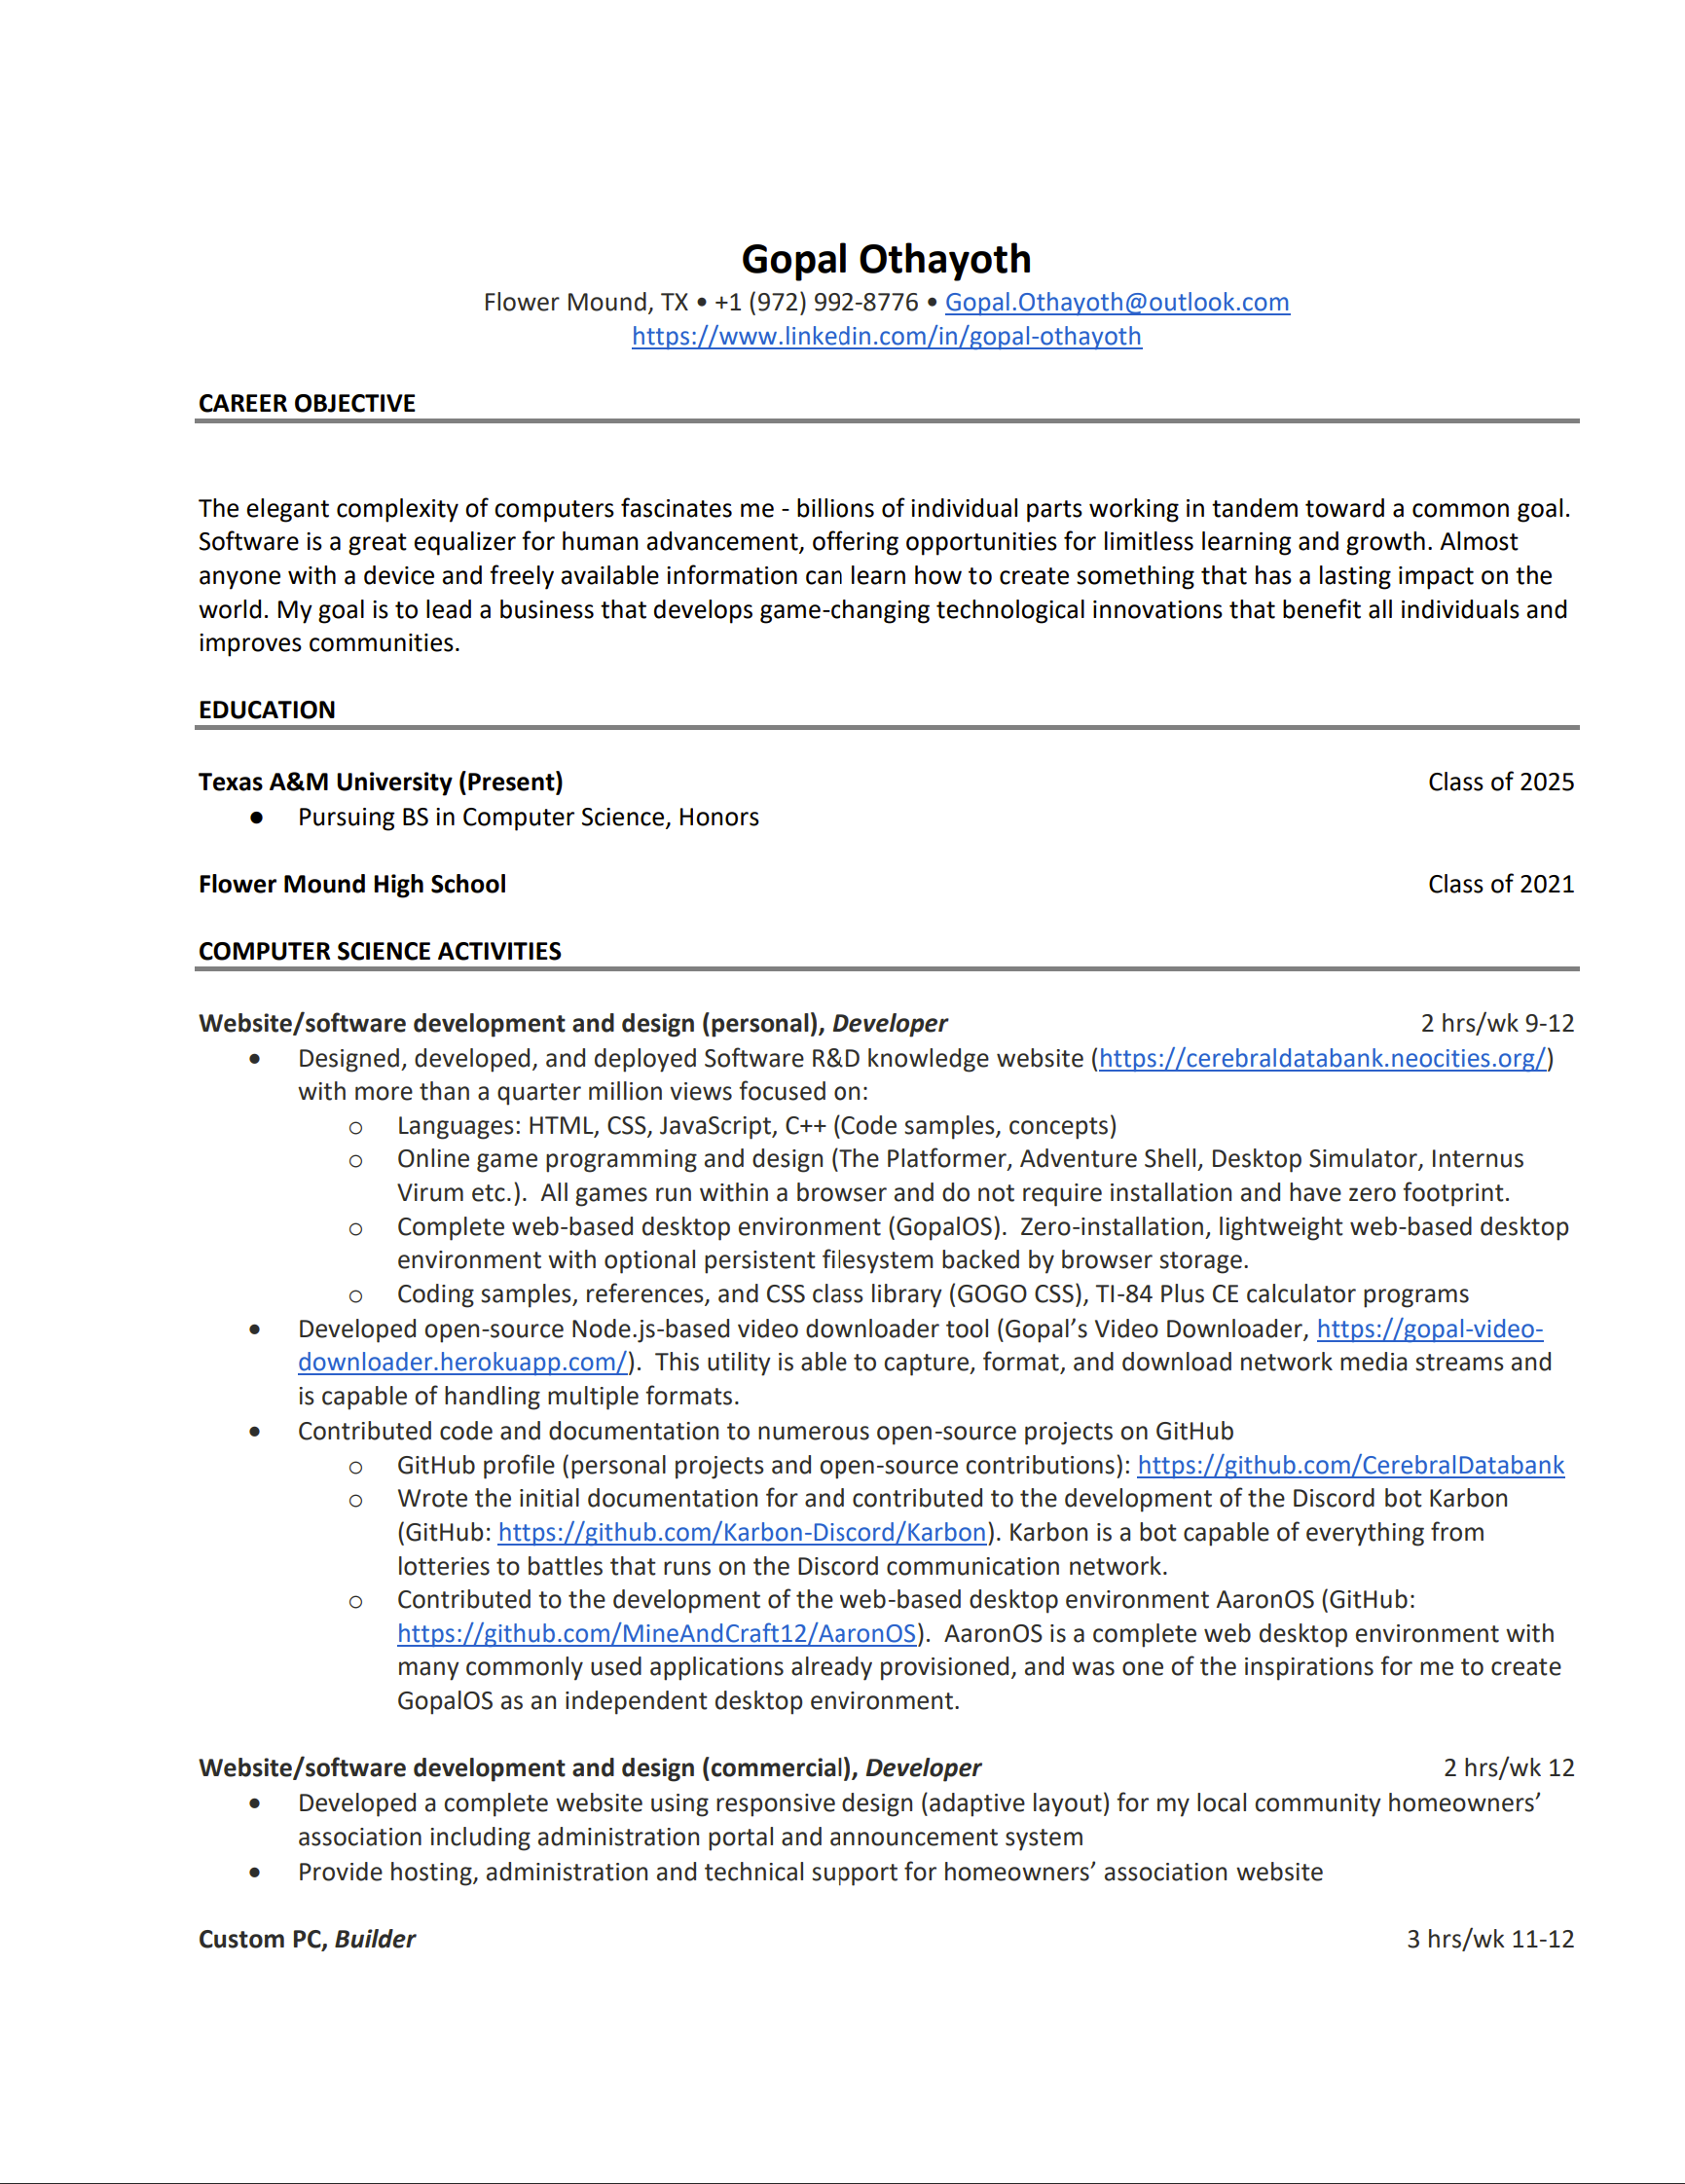 Gopal Othayoth
Flower Mound, TX • +1 (972) 992-8776 • Gopal.Othayoth@outlook.com
https://www.linkedin.com/in/gopal-othayoth
CAREER OBJECTIVE
The elegant complexity of computers fascinates me - billions of individual parts working in tandem toward a common goal.
Software is a great equalizer for human advancement, offering opportunities for limitless learning and growth. Almost
anyone with a device and freely available information can learn how to create something that has a lasting impact on the
world. My goal is to lead a business that develops game-changing technological innovations that benefit all individuals and
improves communities.
EDUCATION
Texas A&M University (Present) Class of 2025
● Pursuing BS in Computer Science, Honors
Flower Mound High School Class of 2021
COMPUTER SCIENCE ACTIVITIES
Website/software development and design (personal), Developer 2 hrs/wk 9-12
• Designed, developed, and deployed Software R&D knowledge website (https://cerebraldatabank.neocities.org/)
with more than a quarter million views focused on:
o Languages: HTML, CSS, JavaScript, C++ (Code samples, concepts)
o Online game programming and design (The Platformer, Adventure Shell, Desktop Simulator, Internus
Virum etc.).  All games run within a browser and do not require installation and have zero footprint.
o Complete web-based desktop environment (GopalOS).  Zero-installation, lightweight web-based desktop
environment with optional persistent filesystem backed by browser storage.
o Coding samples, references, and CSS class library (GOGO CSS), TI-84 Plus CE calculator programs
• Developed open-source Node.js-based video downloader tool (Gopal’s Video Downloader, https://gopal-video-
downloader.herokuapp.com/).  This utility is able to capture, format, and download network media streams and
is capable of handling multiple formats.
• Contributed code and documentation to numerous open-source projects on GitHub
o GitHub profile (personal projects and open-source contributions): https://github.com/CerebralDatabank
o Wrote the initial documentation for and contributed to the development of the Discord bot Karbon
(GitHub: https://github.com/Karbon-Discord/Karbon). Karbon is a bot capable of everything from
lotteries to battles that runs on the Discord communication network.
o Contributed to the development of the web-based desktop environment AaronOS (GitHub:
https://github.com/MineAndCraft12/AaronOS).  AaronOS is a complete web desktop environment with
many commonly used applications already provisioned, and was one of the inspirations for me to create
GopalOS as an independent desktop environment.
Website/software development and design (commercial), Developer 2 hrs/wk 12
• Developed a complete website using responsive design (adaptive layout) for my local community homeowners’
association including administration portal and announcement system
• Provide hosting, administration and technical support for homeowners’ association website
Custom PC, Builder 3 hrs/wk 11-12